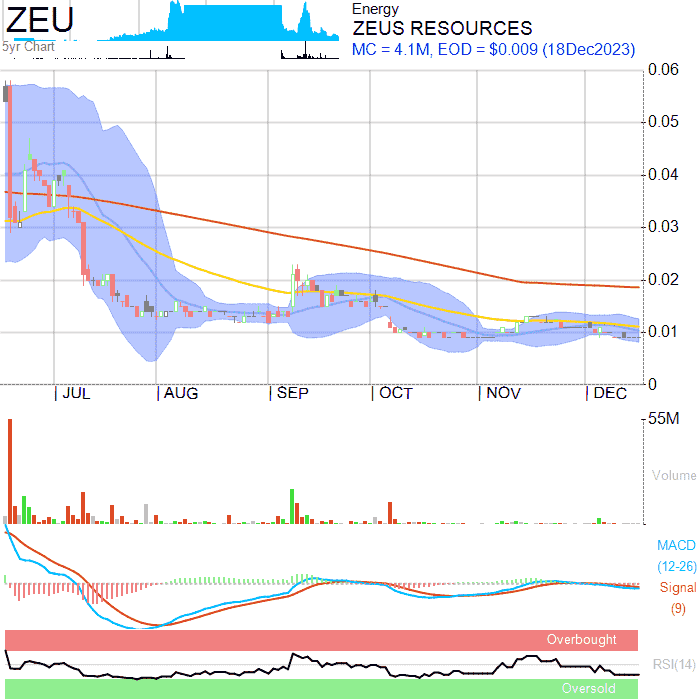 ZEU
5yr Chart
Energy
ZEUS RESOURCES
MC = 4.1M, EOD = $0.009 (18Dec2023)
0.06
0.05
0.04
0.03
0.02
0.01
0
JUL AUG SEP OCT NOV DEC
55M
Volume
MACD
(12-26)
Signal
(9)
Overbought
RSI(14)
Oversold